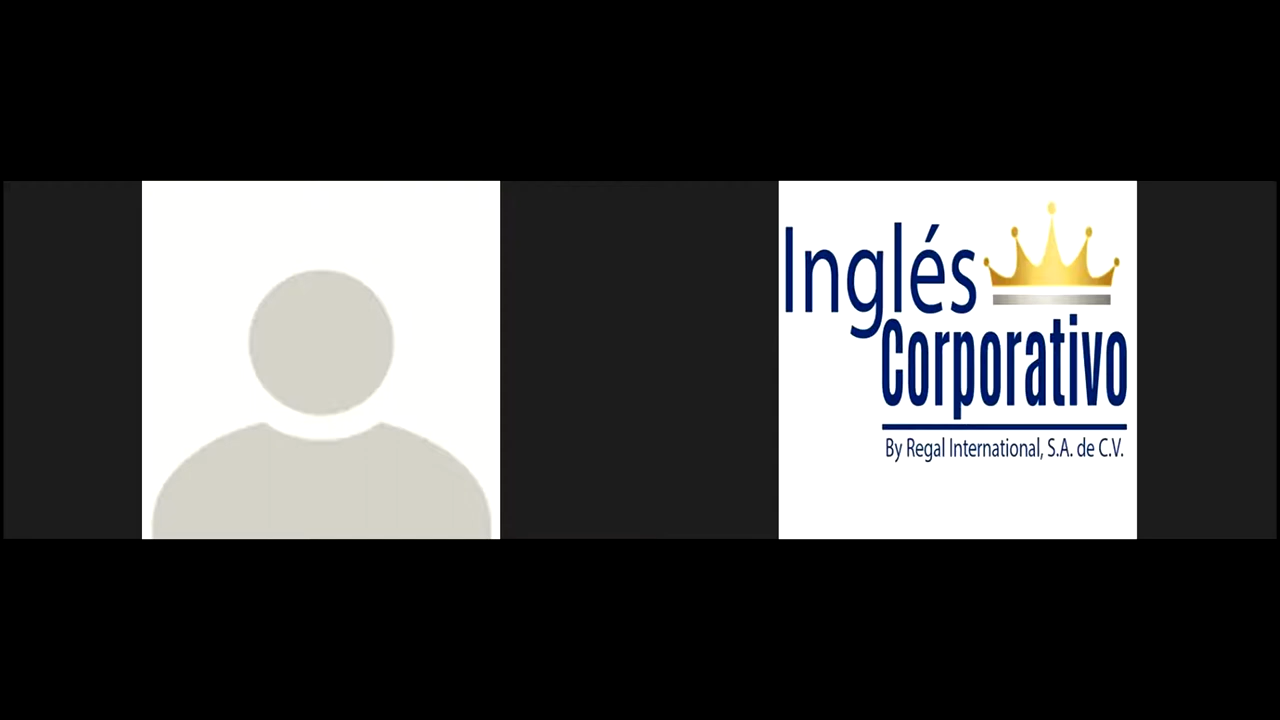 Inglés
Corporativo
By Regal International, S.A. de C.V.